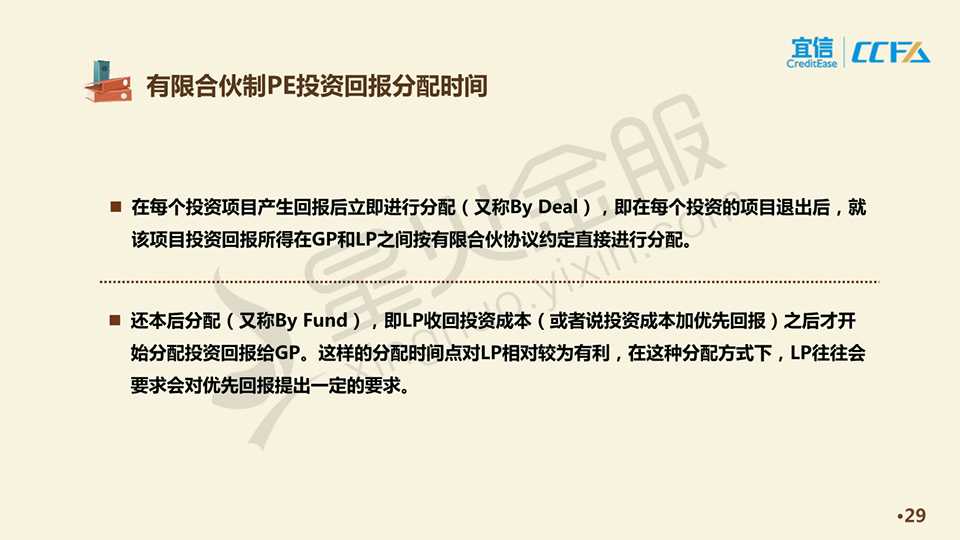 宜信
CreditEase
CCFA
有限合伙制PE投资回报分配时间
■ 在每个投资项目产生回报后立即进行分配（又称By Deal），即在每个投资的项目退出后，就
该项目投资回报所得在GP和LP之间按有限合伙协议约定直接进行分配。
■ 还本后分配（又称By Fund），即LP收回投资成本（或者说投资成本加优先回报）之后才开
始分配投资回报给GP。这样的分配时间点对LP相对较为有利，在这种分配方式下，LP往往会
要求会对优先回报提出一定的要求。
星火金服
xinghuo.yixin.com
•29